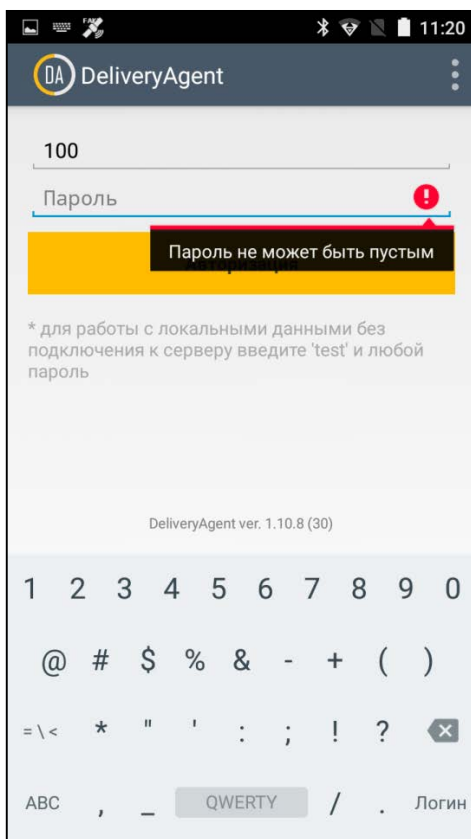 FAKE
11:20
DA DeliveryAgent
100
Пароль
Пароль не может быть пустым
Авторизация
* для работы с локальными данными без
подключения к серверу введите 'test' и любой
пароль
DeliveryAgent ver. 1.10.8 (30)
1 2 3 4 5 6 7 8 9 0
@ # $ % & - + ( )
= \ < * " ' : ; ! ?
ABC , _ QWERTY / . Логин